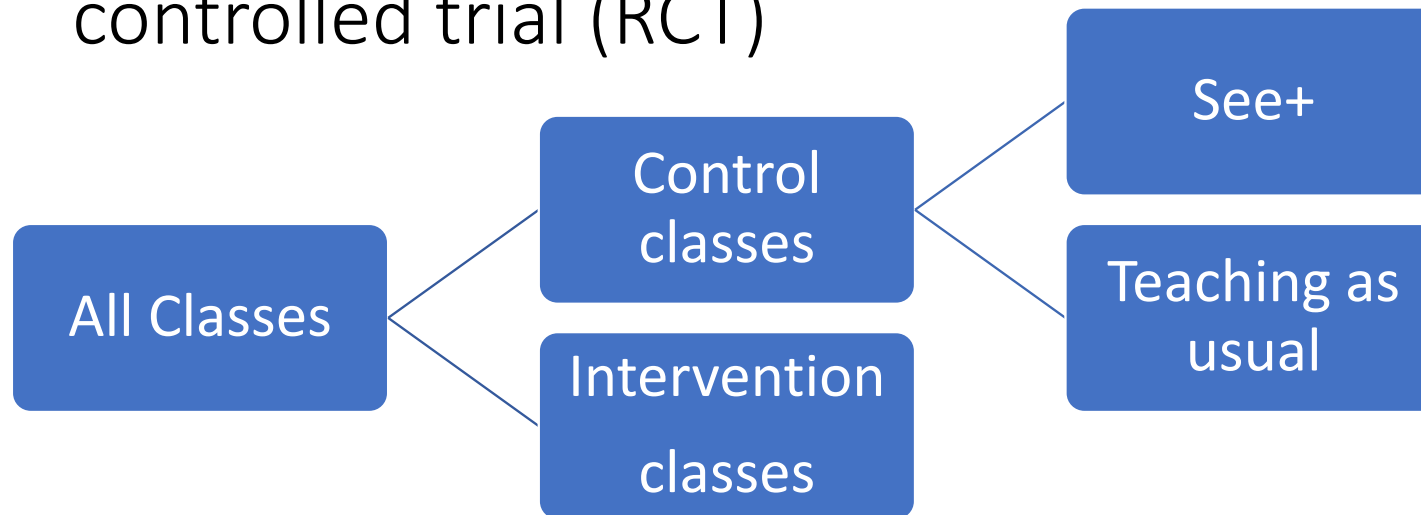 controlled trial (RCT)
See+
Control
classes
All Classes
Teaching as
usual
Intervention
classes